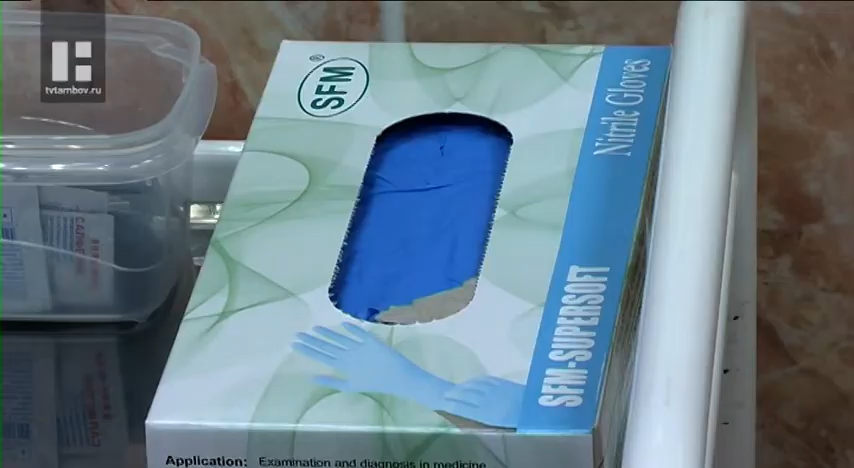 tvtambov.ru
SFM
®
Nitrile Gloves
SFM-SUPERSOFT
Application: Examination and diagnosis in medicine